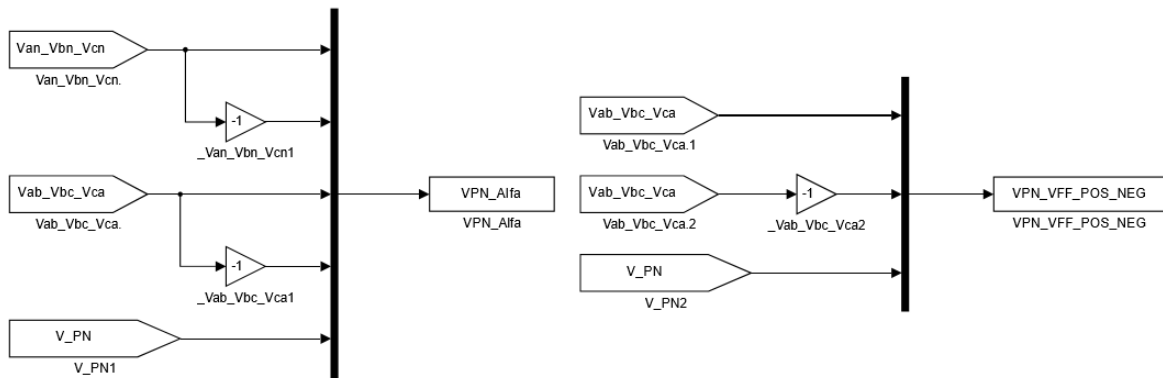 Van_Vbn_Vcn
Van_Vbn_Vcn.
-1
_Van_Vbn_Vcn1
Vab_Vbc_Vca
Vab_Vbc_Vca.
-1
_Vab_Vbc_Vca1
V_PN
V_PN1
VPN_Alfa
VPN_Alfa
Vab_Vbc_Vca
Vab_Vbc_Vca.1
Vab_Vbc_Vca
Vab_Vbc_Vca.2
-1
_Vab_Vbc_Vca2
V_PN
V_PN2
VPN_VFF_POS_NEG
VPN_VFF_POS_NEG